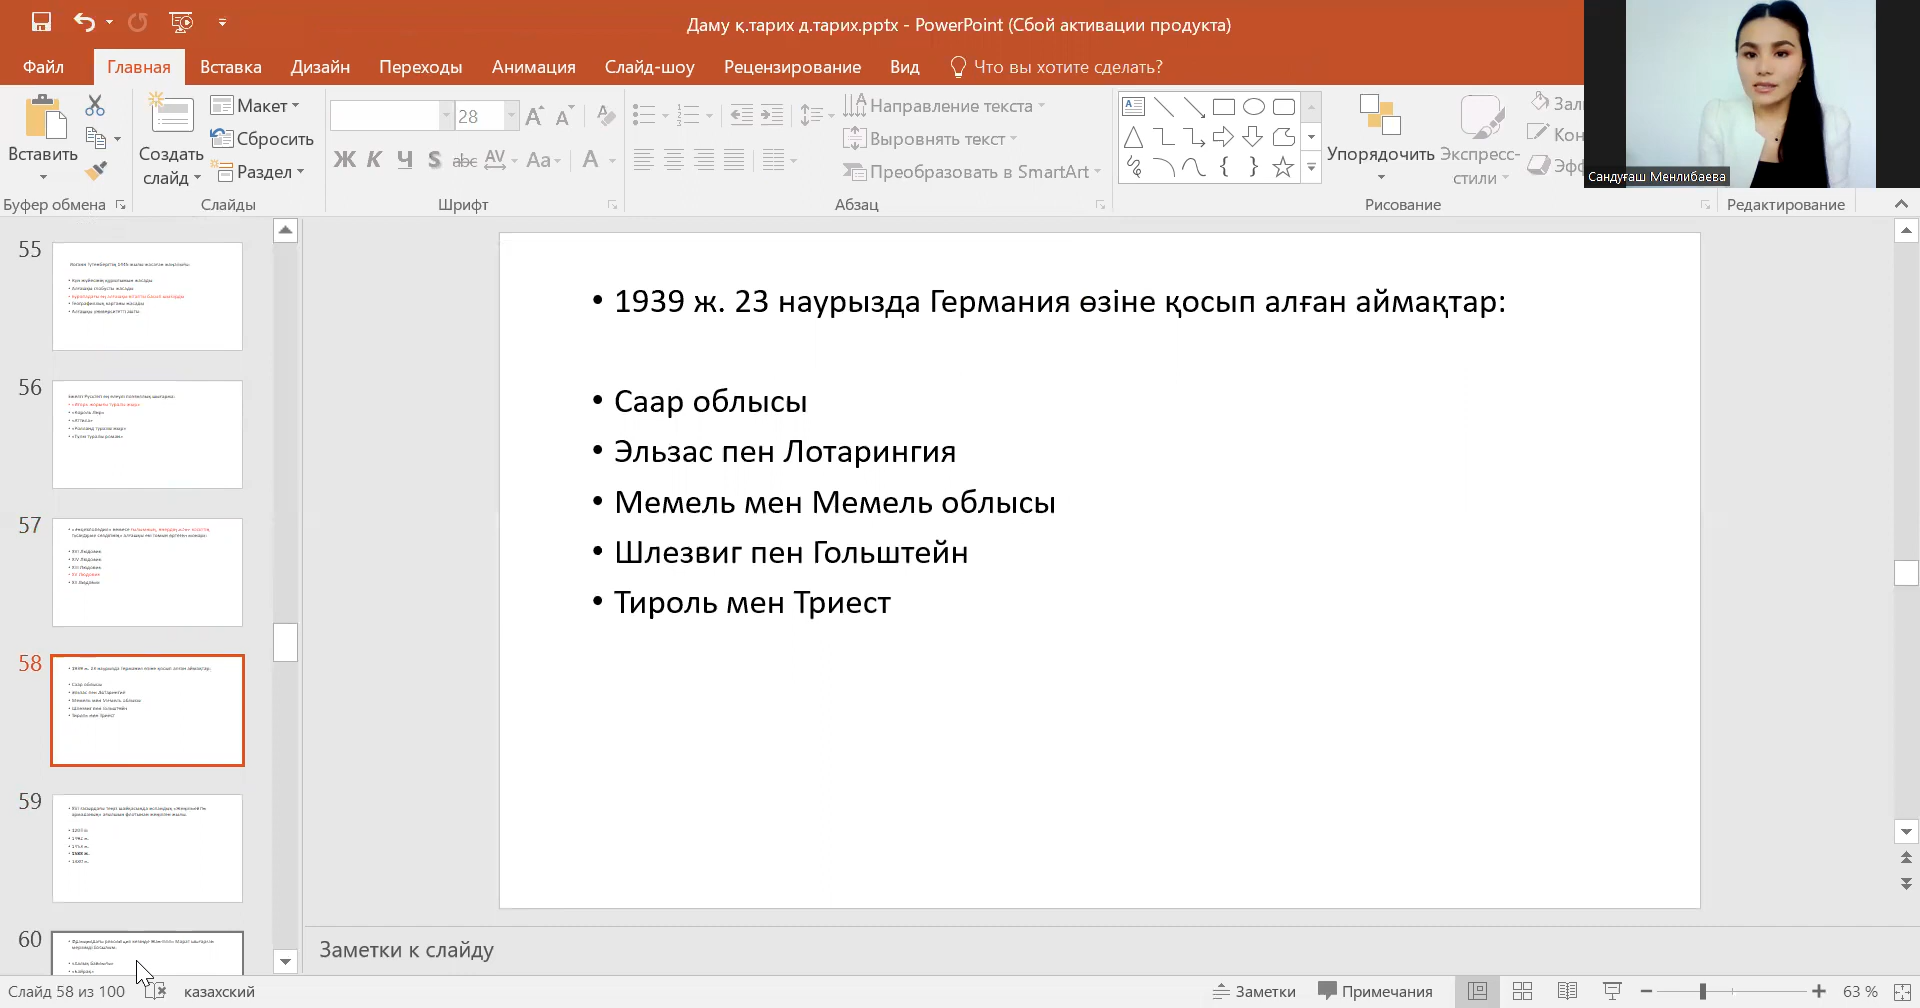 Даму қ.тарих д.тарих.pptx - PowerPoint (Сбой активации продукта)
Файл Главная Вставка Дизайн Переходы Анимация Слайд-шоу Рецензирование Вид Что вы хотите сделать?
Вставить
Создать слайд
Макет
Сбросить
Раздел
28
Ж К Ч S abc AV Aa A
Направление текста
Выровнять текст
Преобразовать в SmartArt
Упорядочить
Экспресс-стили
Сандуғаш Менлибаева
Буфер обмена Слайды Шрифт Абзац Рисование Редактирование
55
56
57
58
59
60
• 1939 ж. 23 наурызда Германия өзіне қосып алған аймақтар:
• Саар облысы
• Эльзас пен Лотарингия
• Мемель мен Мемель облысы
• Шлезвиг пен Гольштейн
• Тироль мен Триест
Заметки к слайду
Слайд 58 из 100 казахский Заметки Примечания 63 %